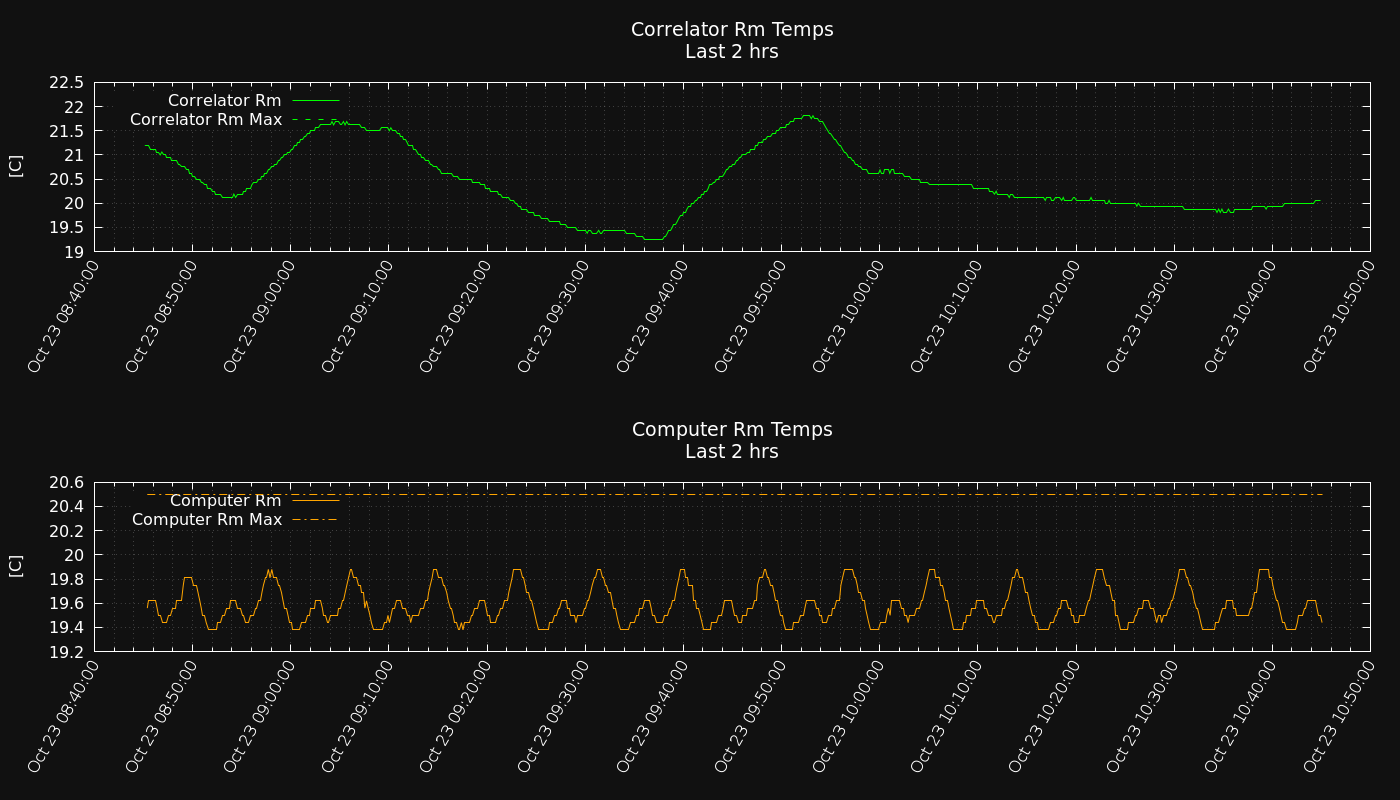 Correlator Rm Temps
Last 2 hrs
22.5
22
21.5
21
20.5
20
19.5
19
[C]
Correlator Rm
Correlator Rm Max
Oct 23 08:40:00
Oct 23 08:50:00
Oct 23 09:00:00
Oct 23 09:10:00
Oct 23 09:20:00
Oct 23 09:30:00
Oct 23 09:40:00
Oct 23 09:50:00
Oct 23 10:00:00
Oct 23 10:10:00
Oct 23 10:20:00
Oct 23 10:30:00
Oct 23 10:40:00
Oct 23 10:50:00
Computer Rm Temps
Last 2 hrs
20.6
20.4
20.2
20
19.8
19.6
19.4
19.2
[C]
Computer Rm
Computer Rm Max
Oct 23 08:40:00
Oct 23 08:50:00
Oct 23 09:00:00
Oct 23 09:10:00
Oct 23 09:20:00
Oct 23 09:30:00
Oct 23 09:40:00
Oct 23 09:50:00
Oct 23 10:00:00
Oct 23 10:10:00
Oct 23 10:20:00
Oct 23 10:30:00
Oct 23 10:40:00
Oct 23 10:50:00